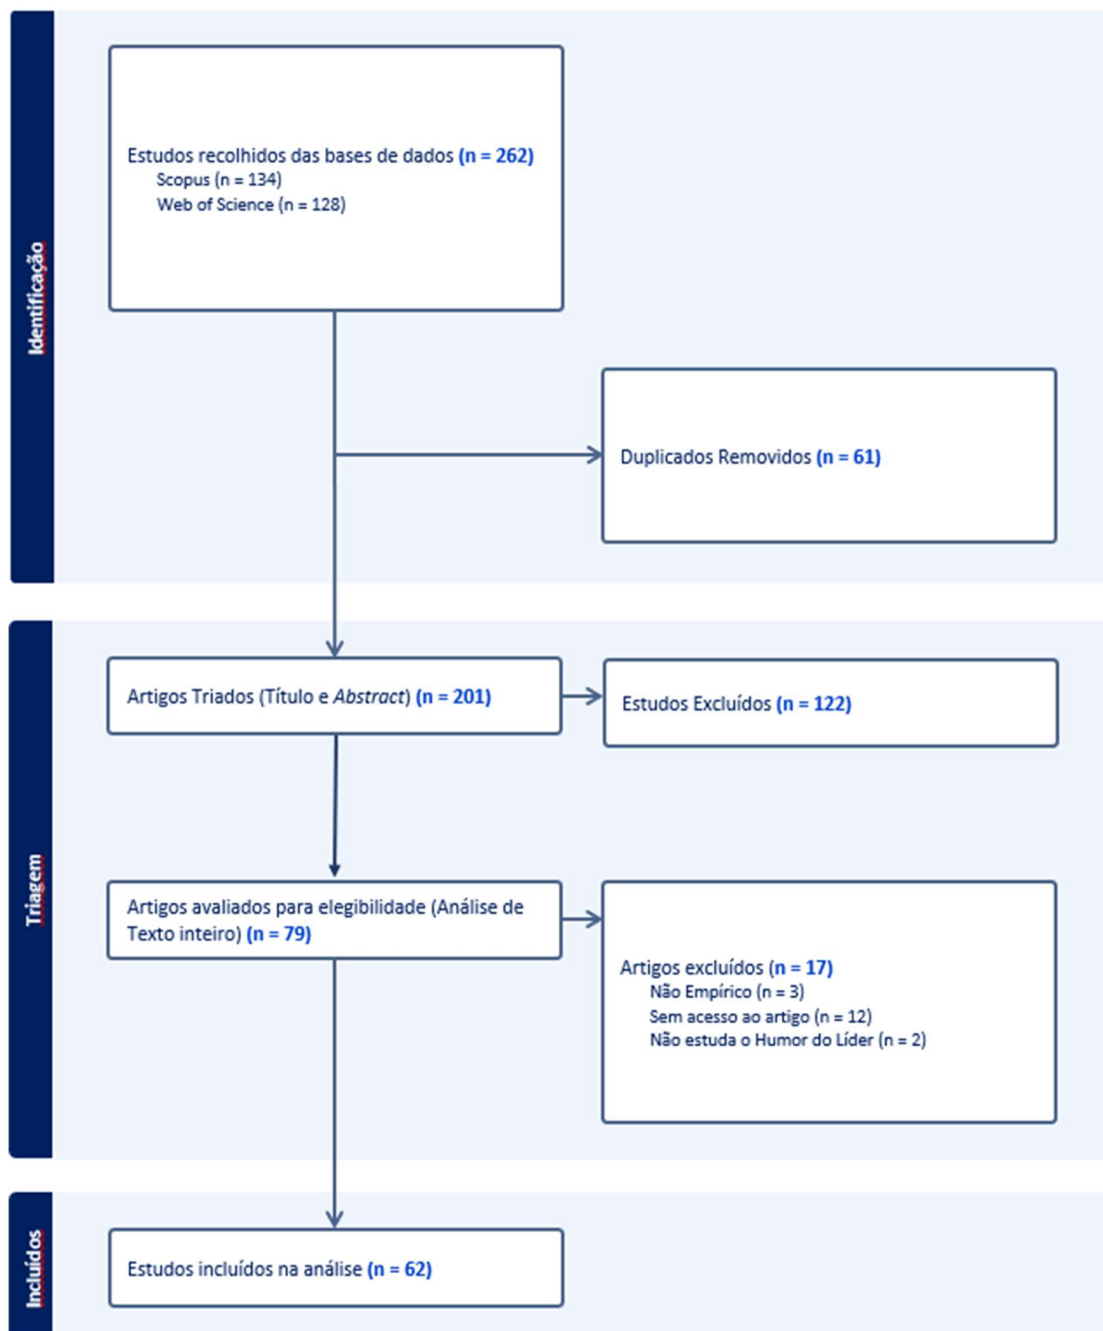 Identificação
Estudos recolhidos das bases de dados (n = 262)
Scopus (n = 134)
Web of Science (n = 128)
Duplicados Removidos (n = 61)
Triagem
Artigos Triados (Título e Abstract) (n = 201)
Estudos Excluídos (n = 122)
Artigos avaliados para elegibilidade (Análise de
Texto inteiro) (n = 79)
Artigos excluídos (n = 17)
Não Empírico (n = 3)
Sem acesso ao artigo (n = 12)
Não estuda o Humor do Líder (n = 2)
Incluídos
Estudos incluídos na análise (n = 62)